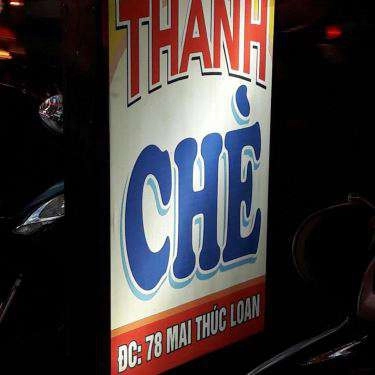 THANH
CHÈ
ĐC: 78 MAI THÚC LOAN